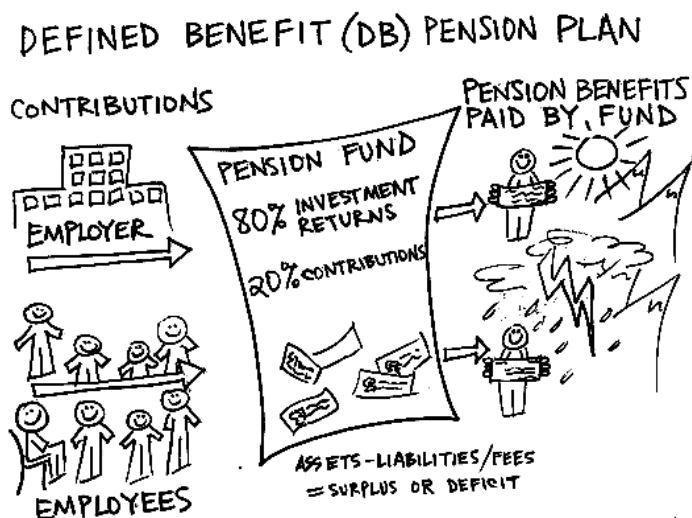 DEFINED BENEFIT (DB) PENSION PLAN
CONTRIBUTIONS
EMPLOYER
EMPLOYEES
PENSION FUND
80% INVESTMENT
RETURNS
20% CONTRIBUTIONS
ASSETS-LIABILITIES/FEES
= SURPLUS OR DEFICIT
PENSION BENEFITS
PAID BY FUND